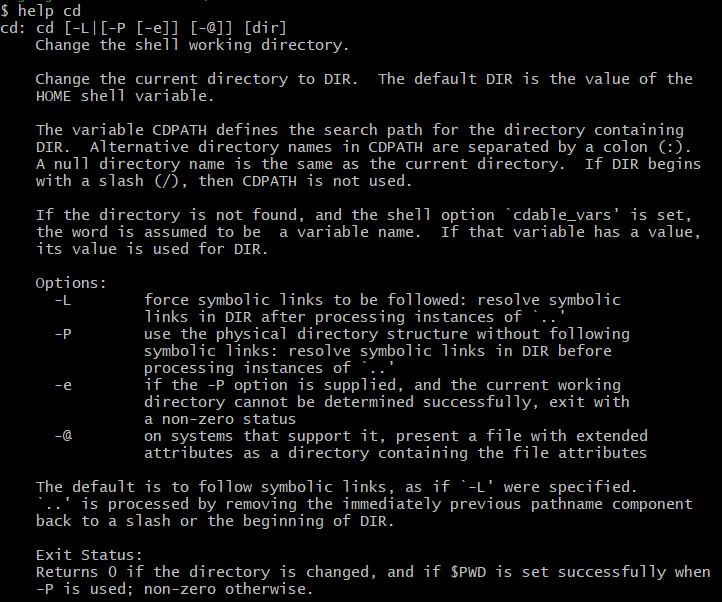 $ help cd
cd: cd [-L|[-P [-e]] [-@]] [dir]
    Change the shell working directory.

    Change the current directory to DIR.  The default DIR is the value of the
    HOME shell variable.

    The variable CDPATH defines the search path for the directory containing
    DIR.  Alternative directory names in CDPATH are separated by a colon (:).
    A null directory name is the same as the current directory.  If DIR begins
    with a slash (/), then CDPATH is not used.

    If the directory is not found, and the shell option `cdable_vars' is set,
    the word is assumed to be  a variable name.  If that variable has a value,
    its value is used for DIR.

    Options:
      -L        force symbolic links to be followed: resolve symbolic
                links in DIR after processing instances of `..'
      -P        use the physical directory structure without following
                symbolic links: resolve symbolic links in DIR before
                processing instances of `..'
      -e        if the -P option is supplied, and the current working
                directory cannot be determined successfully, exit with
                a non-zero status
      -@        on systems that support it, present a file with extended
                attributes as a directory containing the file attributes

    The default is to follow symbolic links, as if `-L' were specified.
    `..' is processed by removing the immediately previous pathname component
    back to a slash or the beginning of DIR.

    Exit Status:
    Returns 0 if the directory is changed, and if $PWD is set successfully when
    -P is used; non-zero otherwise.